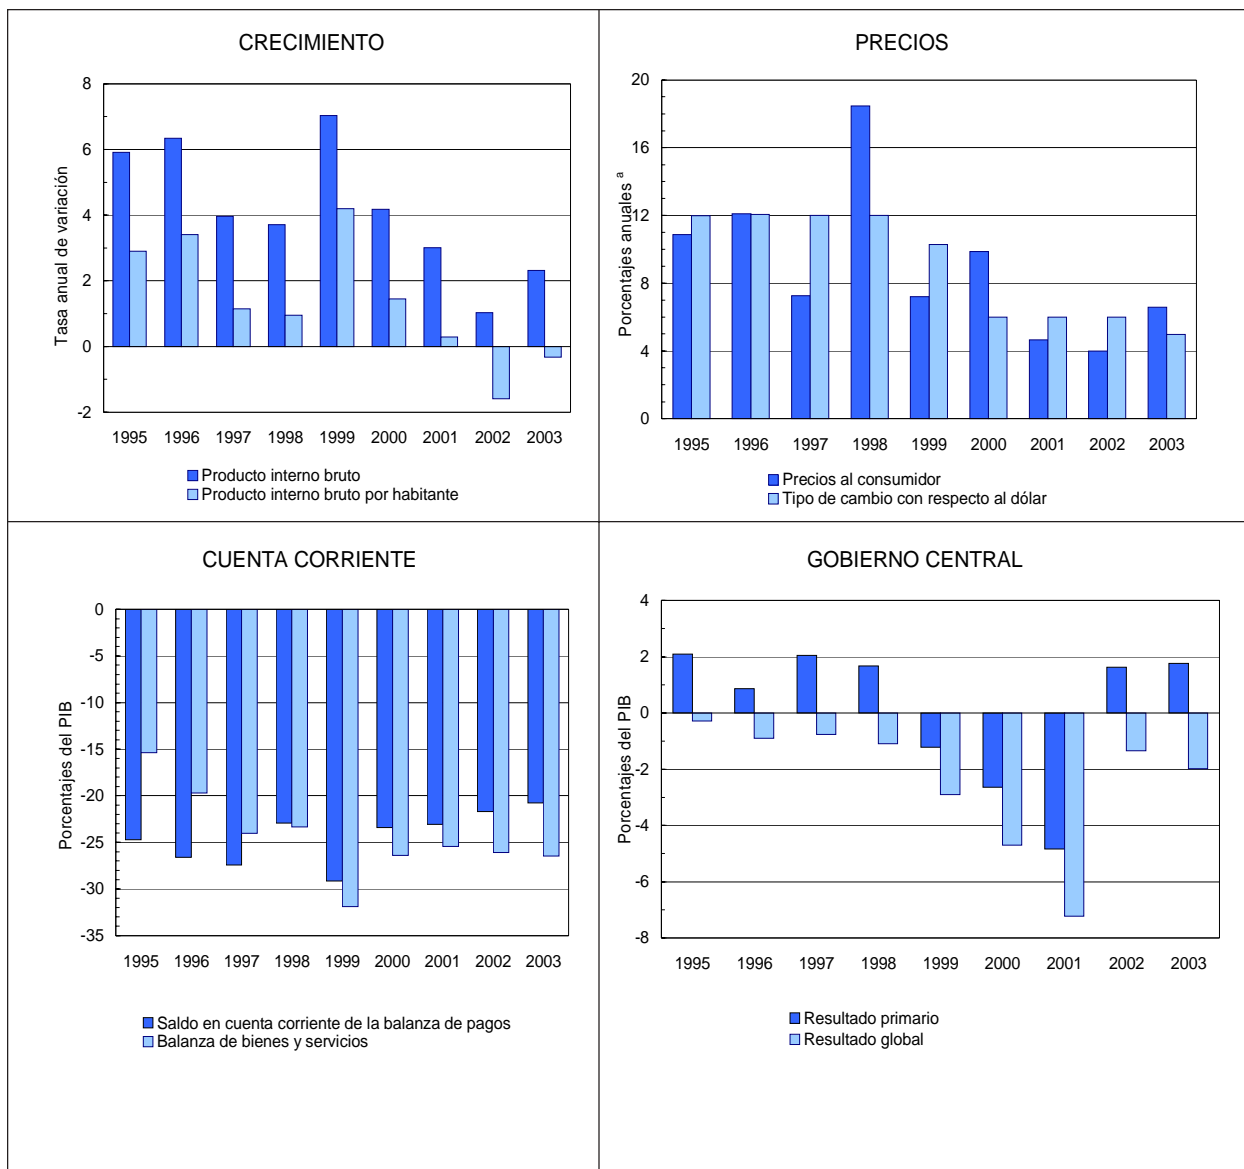 CRECIMIENTO
Tasa anual de variación
8
6
4
2
0
-2
1995 1996 1997 1998 1999 2000 2001 2002 2003
Producto interno bruto
Producto interno bruto por habitante
PRECIOS
Porcentajes anuales a
20
16
12
8
4
0
1995 1996 1997 1998 1999 2000 2001 2002 2003
Precios al consumidor
Tipo de cambio con respecto al dólar
CUENTA CORRIENTE
Porcentajes del PIB
0
-5
-10
-15
-20
-25
-30
-35
1995 1996 1997 1998 1999 2000 2001 2002 2003
Saldo en cuenta corriente de la balanza de pagos
Balanza de bienes y servicios
GOBIERNO CENTRAL
Porcentajes del PIB
4
2
0
-2
-4
-6
-8
1995 1996 1997 1998 1999 2000 2001 2002 2003
Resultado primario
Resultado global